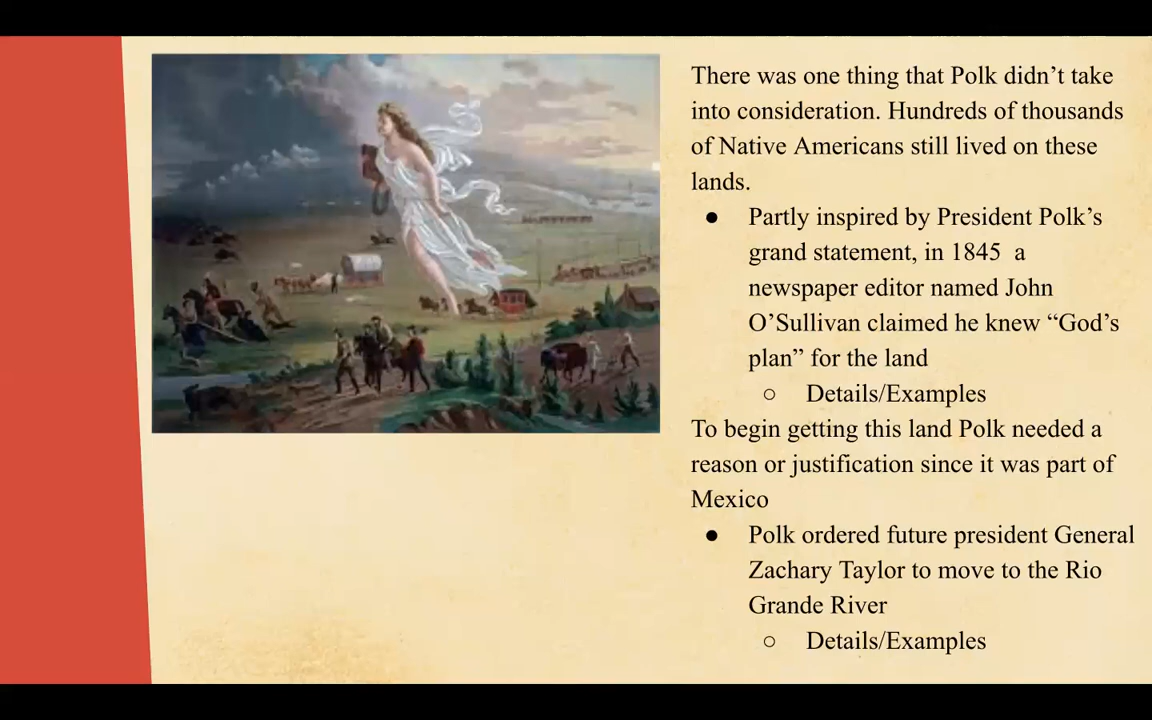 There was one thing that Polk didn’t take
into consideration. Hundreds of thousands
of Native Americans still lived on these
lands.
● Partly inspired by President Polk’s
grand statement, in 1845  a
newspaper editor named John
O’Sullivan claimed he knew “God’s
plan” for the land
○ Details/Examples
To begin getting this land Polk needed a
reason or justification since it was part of
Mexico
● Polk ordered future president General
Zachary Taylor to move to the Rio
Grande River
○ Details/Examples